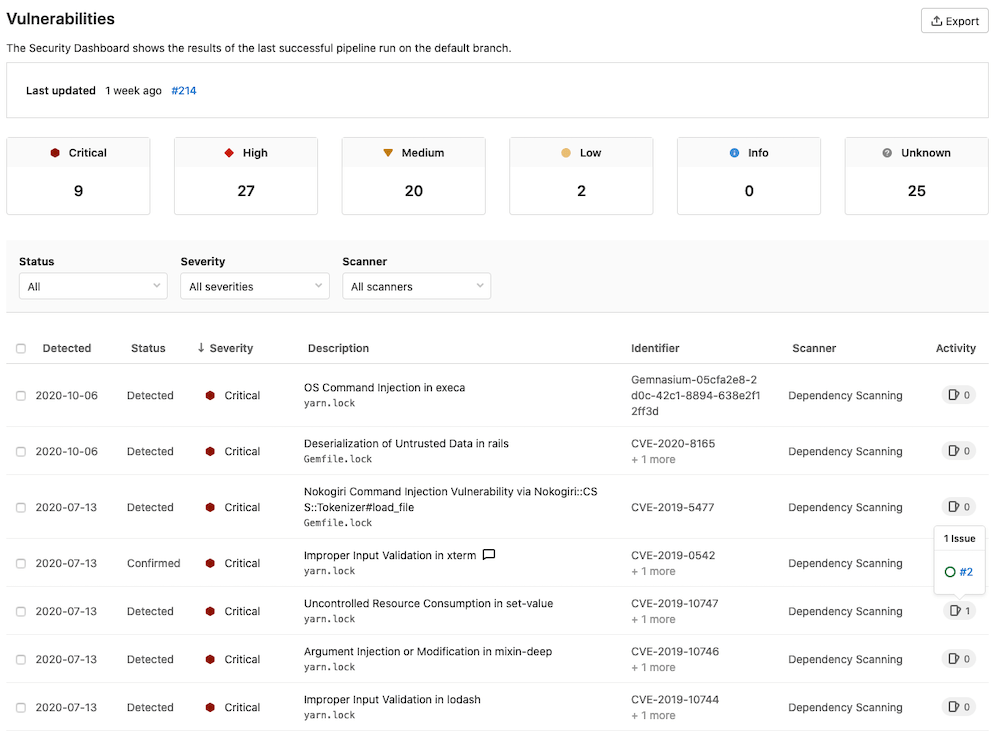 Vulnerabilities
Export
The Security Dashboard shows the results of the last successful pipeline run on the default branch.
Last updated 1 week ago #214
Critical High Medium Low Info Unknown
9 27 20 2 0 25
Status Severity Scanner
All All severities All scanners
Detected Status Severity Description Identifier Scanner Activity
2020-10-06 Detected Critical OS Command Injection in execa
yarn.lock
Gemnasium-05cfa2e8-2
d0c-42c1-8894-638e2f1
2ff3d
Dependency Scanning 0
2020-10-06 Detected Critical Deserialization of Untrusted Data in rails
Gemfile.lock
CVE-2020-8165
+ 1 more
Dependency Scanning 0
2020-07-13 Detected Critical Nokogiri Command Injection Vulnerability via Nokogiri::CS
S::Tokenizer#load_file
Gemfile.lock
CVE-2019-5477
Dependency Scanning 0
2020-07-13 Confirmed Critical Improper Input Validation in xterm
yarn.lock
CVE-2019-0542
+ 1 more
Dependency Scanning
1 Issue
#2
2020-07-13 Detected Critical Uncontrolled Resource Consumption in set-value
yarn.lock
CVE-2019-10747
+ 1 more
Dependency Scanning 1
2020-07-13 Detected Critical Argument Injection or Modification in mixin-deep
yarn.lock
CVE-2019-10746
+ 1 more
Dependency Scanning 0
2020-07-13 Detected Critical Improper Input Validation in lodash
yarn.lock
CVE-2019-10744
+ 1 more
Dependency Scanning 0